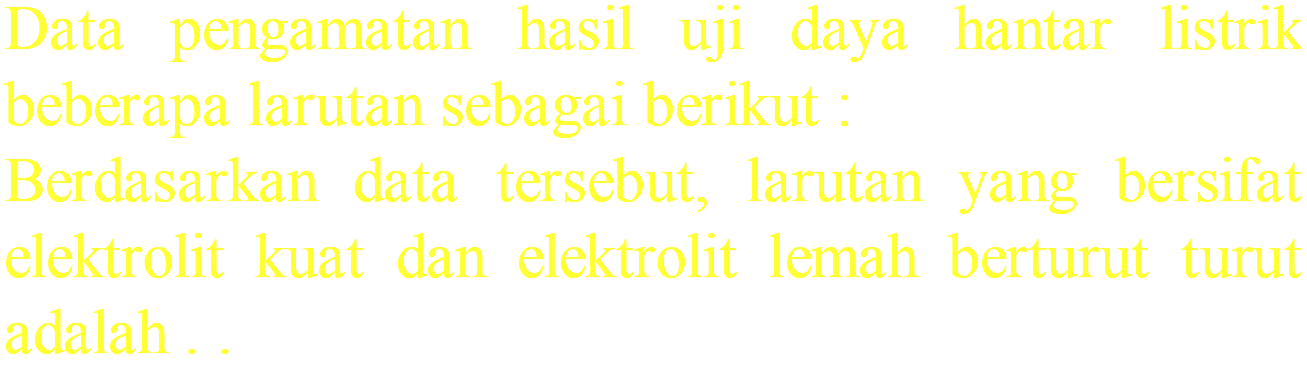 Data pengamatan hasil uji daya hantar listrik
beberapa larutan sebagai berikut :
Berdasarkan data tersebut, larutan yang bersifat
elektrolit kuat dan elektrolit lemah berturut turut
adalah . .